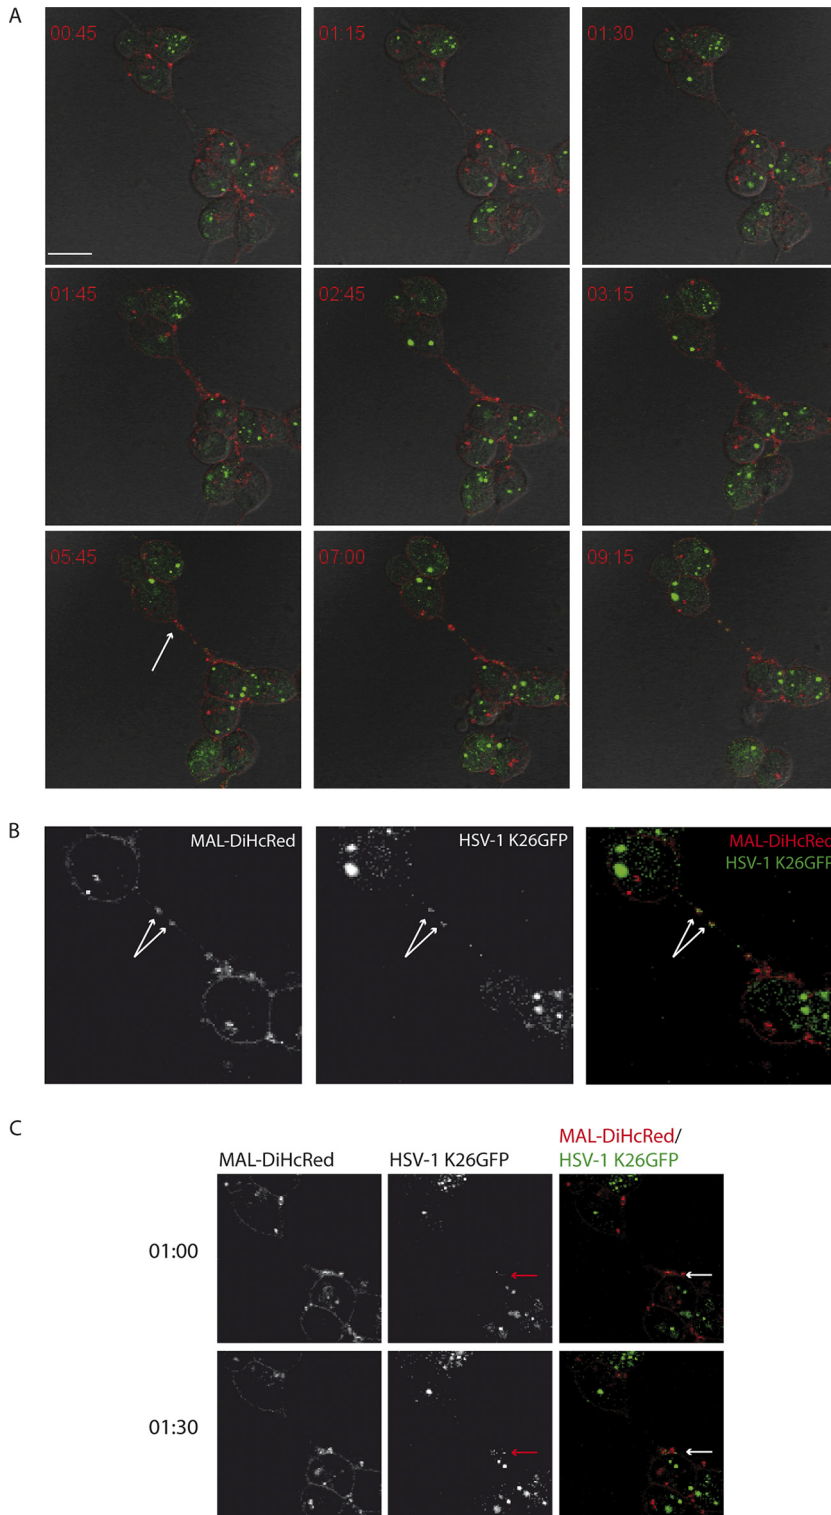 A
00:45
01:15
01:30
01:45
02:45
03:15
05:45
07:00
09:15
B
MAL-DiHcRed
HSV-1 K26GFP
MAL-DiHcRed
HSV-1 K26GFP
C
MAL-DiHcRed
HSV-1 K26GFP
MAL-DiHcRed/
HSV-1 K26GFP
01:00
01:30